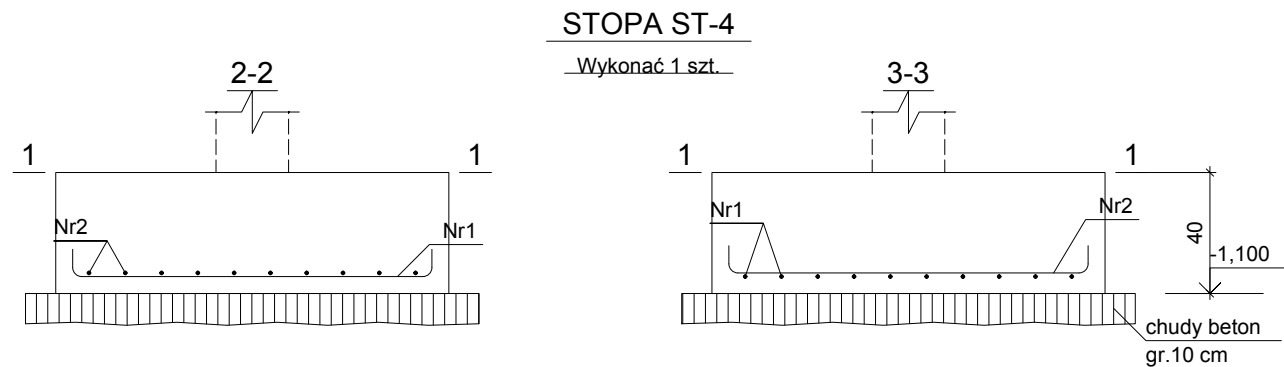 STOPA ST-4
Wykonać 1 szt.
2-2
3-3
1
1
1
1
Nr2
Nr1
Nr1
Nr2
40
-1,100
chudy beton
gr.10 cm